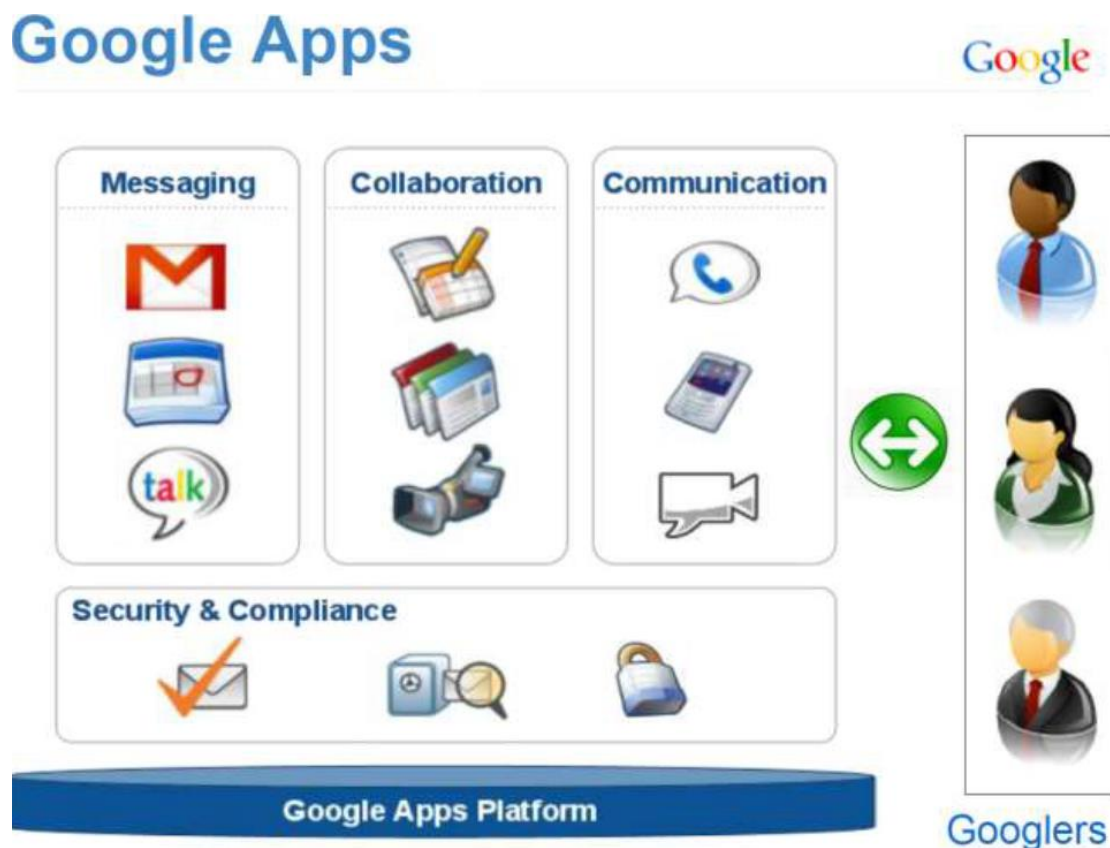 Google Apps
Google
Messaging
Collaboration
Communication
talk
Security & Compliance
Google Apps Platform
Googlers